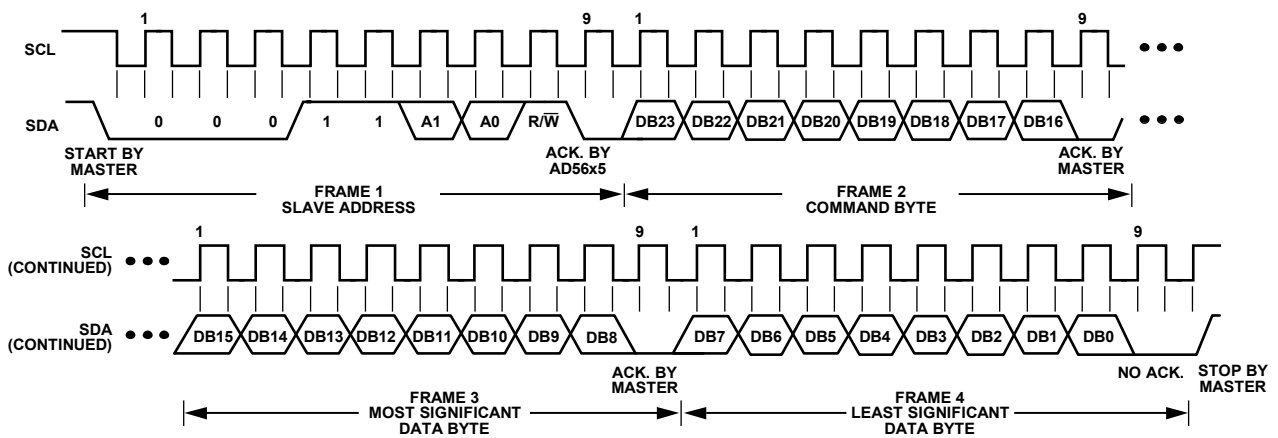 1 9 1 9
SCL
SDA
0 0 0 1 1 A1 A0 R/W̅ DB23 DB22 DB21 DB20 DB19 DB18 DB17 DB16
START BY
MASTER
ACK. BY
AD56x5
ACK. BY
MASTER
FRAME 1
SLAVE ADDRESS
FRAME 2
COMMAND BYTE
1 9 1 9
SCL
(CONTINUED)
SDA
(CONTINUED)
DB15 DB14 DB13 DB12 DB11 DB10 DB9 DB8 DB7 DB6 DB5 DB4 DB3 DB2 DB1 DB0
ACK. BY
MASTER
NO ACK.
STOP BY
MASTER
FRAME 3
MOST SIGNIFICANT
DATA BYTE
FRAME 4
LEAST SIGNIFICANT
DATA BYTE